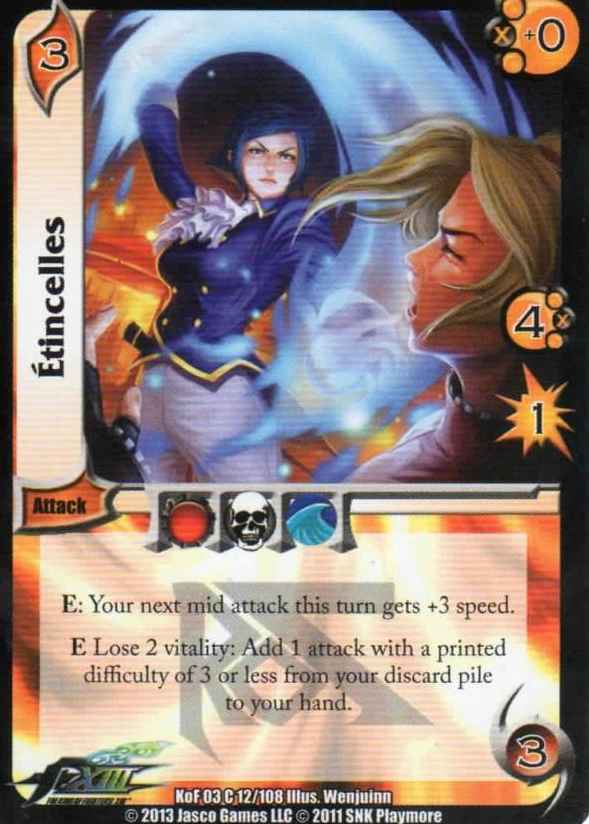 3
+0
Étincelles
4
1
Attack
E: Your next mid attack this turn gets +3 speed.
E Lose 2 vitality: Add 1 attack with a printed
difficulty of 3 or less from your discard pile
to your hand.
3
XIII
KoF 03 C 12/108 Illus. Wenjuinn
© 2013 Jasco Games LLC © 2011 SNK Playmore